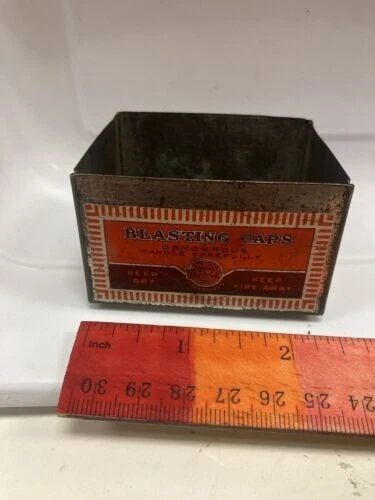 BLASTING CAPS
DANGEROUS
HANDLE CAREFULLY
KEEP
DRY
KEEP
FIRE AWAY
inch 1 2
30 29 28 27 26 25 24